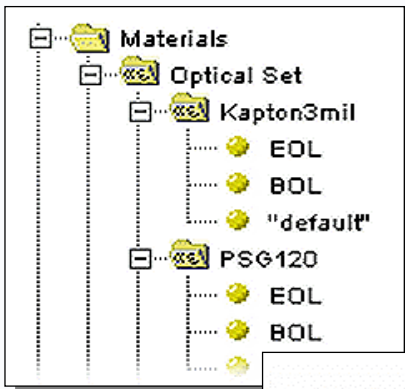 Materials
Optical Set
Kapton3mil
EOL
BOL
"default"
PSG120
EOL
BOL